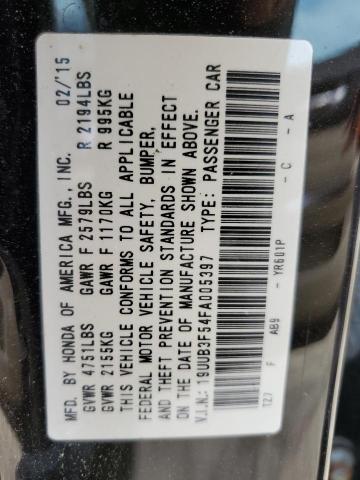 MFD. BY HONDA OF AMERICA MFG., INC. 02/'15
GVWR 4751LBS GAWR F 2579LBS R 2194LBS
GVWR 2155KG GAWR F 1170KG R 995KG
THIS VEHICLE CONFORMS TO ALL APPLICABLE
FEDERAL MOTOR VEHICLE SAFETY, BUMPER,
AND THEFT PREVENTION STANDARDS IN EFFECT
ON THE DATE OF MANUFACTURE SHOWN ABOVE.
V.I.N.: 19UUB3F54FA005397 TYPE: PASSENGER CAR
TZ7 F AB9 - YR601P - C - A